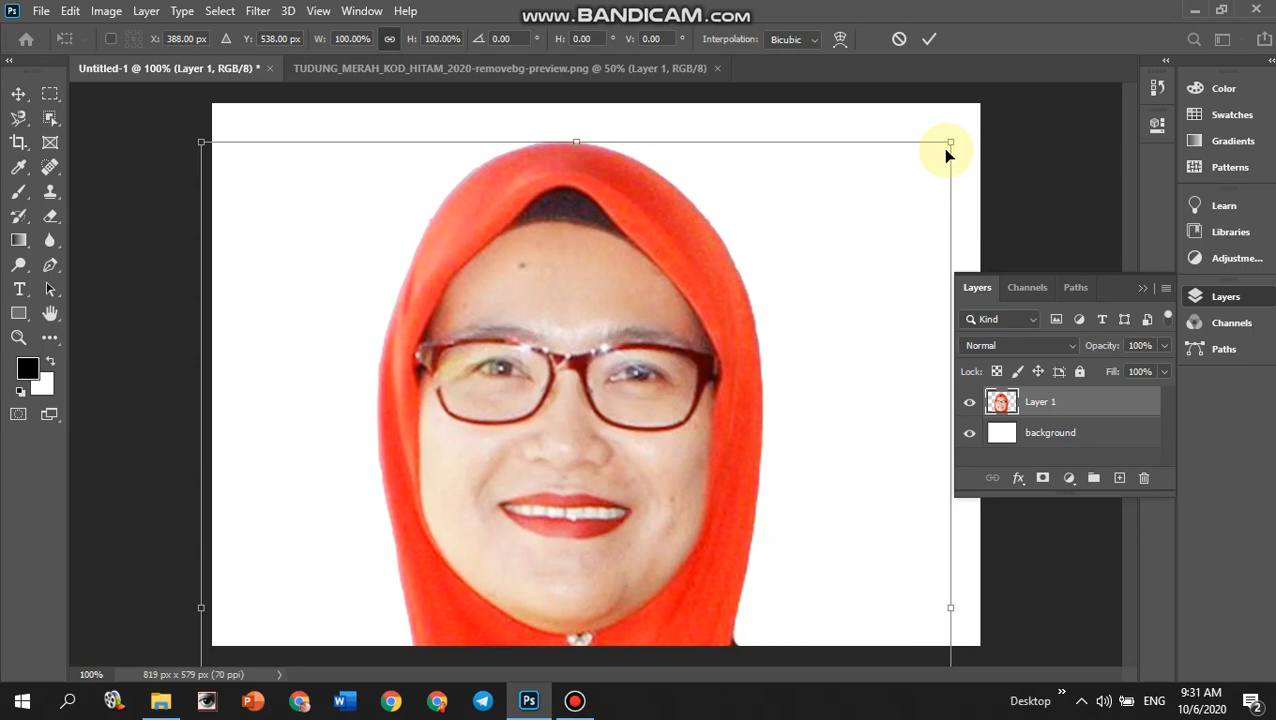 Ps File Edit Image Layer Type Select Filter 3D View Window Help
www.BANDICAM.com
X: 388.00 px Y: 538.00 px W: 100.00% H: 100.00% 0.00 ° H: 0.00 ° V: 0.00 ° Interpolation: Bicubic
Untitled-1 @ 100% (Layer 1, RGB/8) * × TUDUNG_MERAH_KOD_HITAM_2020-removebg-preview.png @ 50% (Layer 1, RGB/8) ×
Color
Swatches
Gradients
Patterns
Learn
Libraries
Adjustme...
Layers
Channels
Paths
Layers Channels Paths
Kind
Normal Opacity: 100%
Lock: Fill: 100%
Layer 1
background
fx
100% 819 px x 579 px (70 ppi)
Ps Desktop ENG
9:31 AM
10/6/2020
2